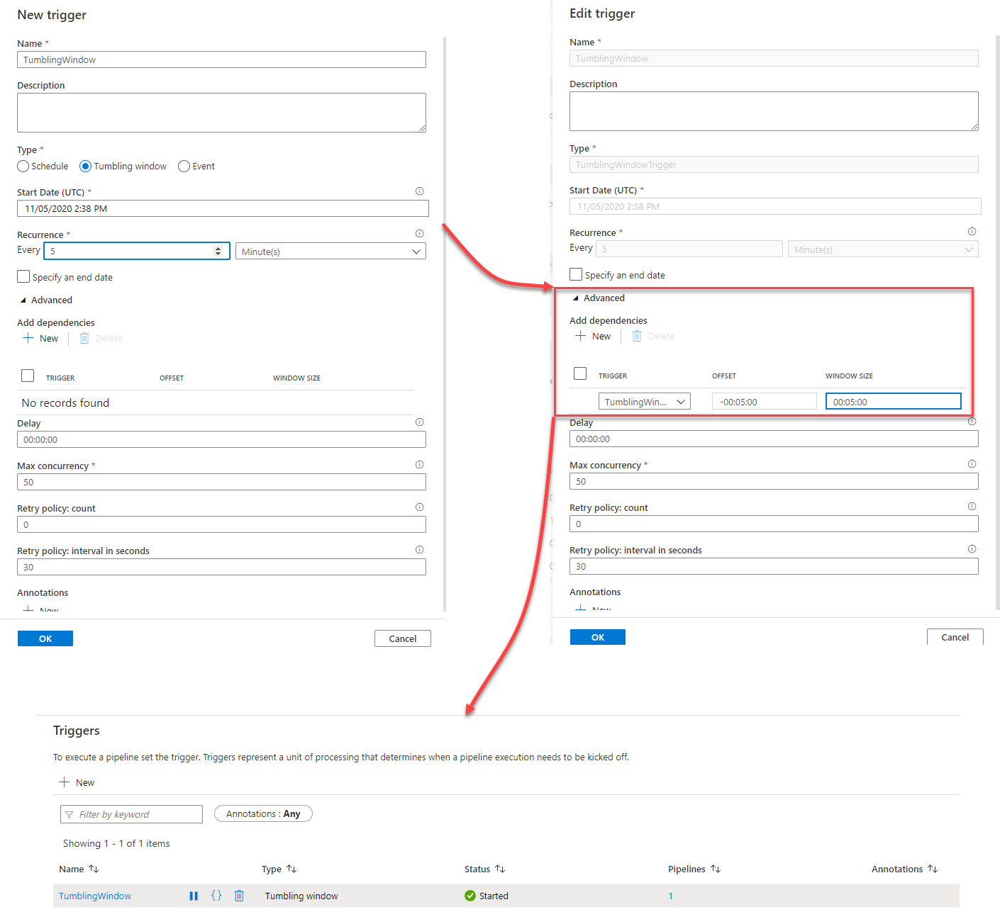 New trigger
Name *
TumblingWindow
Description
Type *
Schedule Tumbling window Event
Start Date (UTC) *
11/05/2020 2:38 PM
Recurrence *
Every 5 Minute(s)
Specify an end date
Advanced
Add dependencies
New Delete
TRIGGER OFFSET WINDOW SIZE
No records found
Delay
00:00:00
Max concurrency *
50
Retry policy: count
0
Retry policy: interval in seconds
30
Annotations
New
OK Cancel
Edit trigger
Name *
TumblingWindow
Description
Type *
TumblingWindowTrigger
Start Date (UTC) *
11/05/2020 2:38 PM
Recurrence *
Every 5 Minute(s)
Specify an end date
Advanced
Add dependencies
New Delete
TRIGGER OFFSET WINDOW SIZE
TumblingWin... -00:05:00 00:05:00
Delay
00:00:00
Max concurrency *
50
Retry policy: count
0
Retry policy: interval in seconds
30
Annotations
New
OK Cancel
Triggers
To execute a pipeline set the trigger. Triggers represent a unit of processing that determines when a pipeline execution needs to be kicked off.
New
Filter by keyword Annotations : Any
Showing 1 - 1 of 1 items
Name Type Status Pipelines Annotations
TumblingWindow {} Tumbling window Started 1